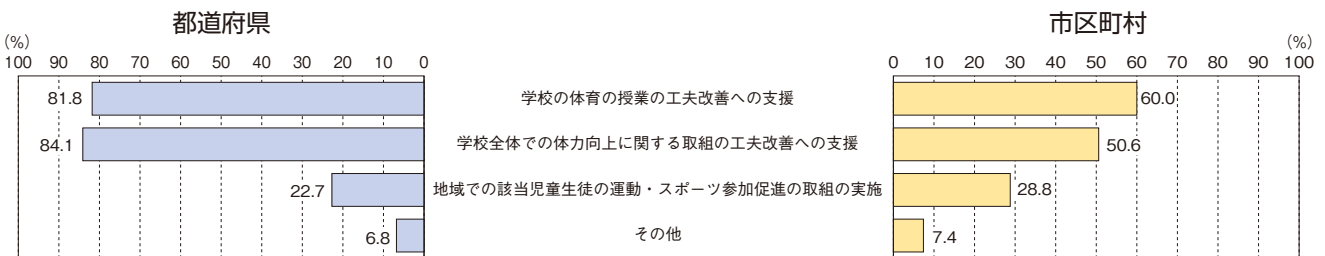 都道府県
市区町村
(%)
(%)
100 90 80 70 60 50 40 30 20 10 0
0 10 20 30 40 50 60 70 80 90 100
81.8
学校の体育の授業の工夫改善への支援
60.0
84.1
学校全体での体力向上に関する取組の工夫改善への支援
50.6
22.7
地域での該当児童生徒の運動・スポーツ参加促進の取組の実施
28.8
6.8
その他
7.4